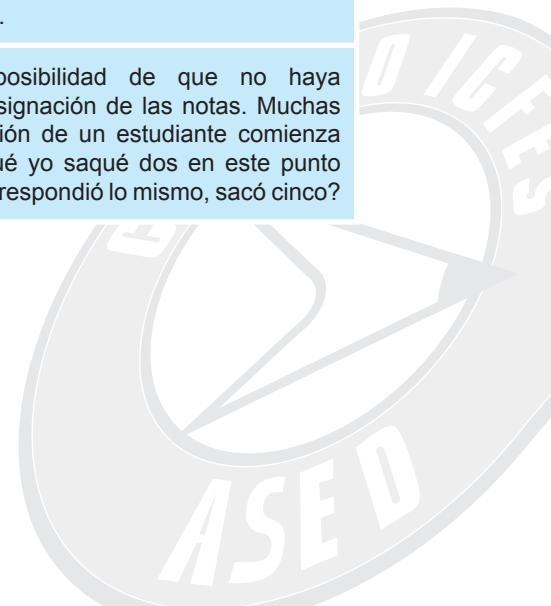 .
posibilidad de que no haya
signación de las notas. Muchas
ión de un estudiante comienza
ué yo saqué dos en este punto
respondió lo mismo, sacó cinco?
D ICFES
ASE D